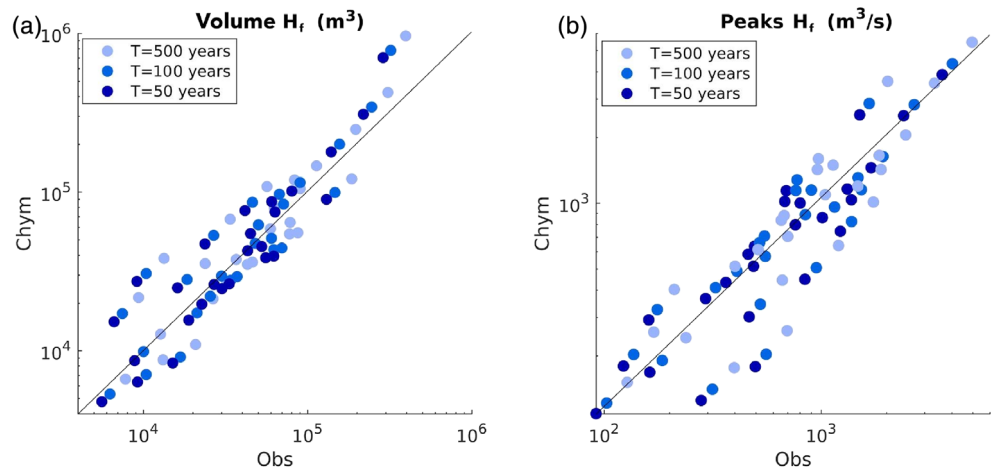 (a)
Volume H_f (m³)
10⁶
T=500 years
T=100 years
T=50 years
10⁵
Chym
10⁴
10⁴ 10⁵ 10⁶
Obs
(b)
Peaks H_f (m³/s)
T=500 years
T=100 years
T=50 years
10³
Chym
10² 10³
Obs